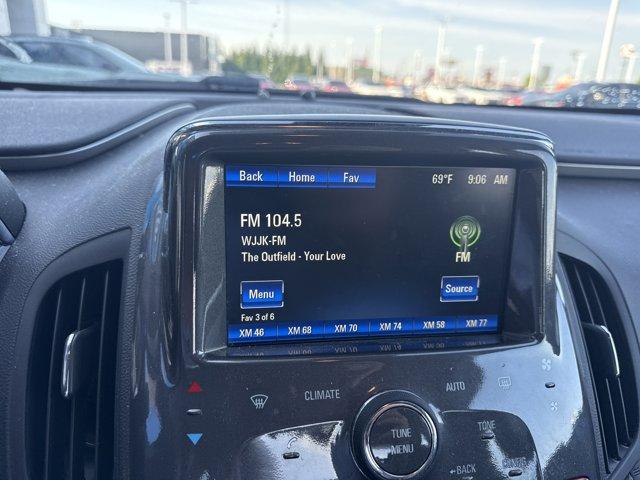 Back Home Fav 69°F 9:06 AM
FM 104.5
WJJK-FM
The Outfield - Your Love
FM
Menu Source
Fav 3 of 6
XM 46 XM 68 XM 70 XM 74 XM 58 XM 77
CLIMATE AUTO
TUNE
MENU
TONE
BACK